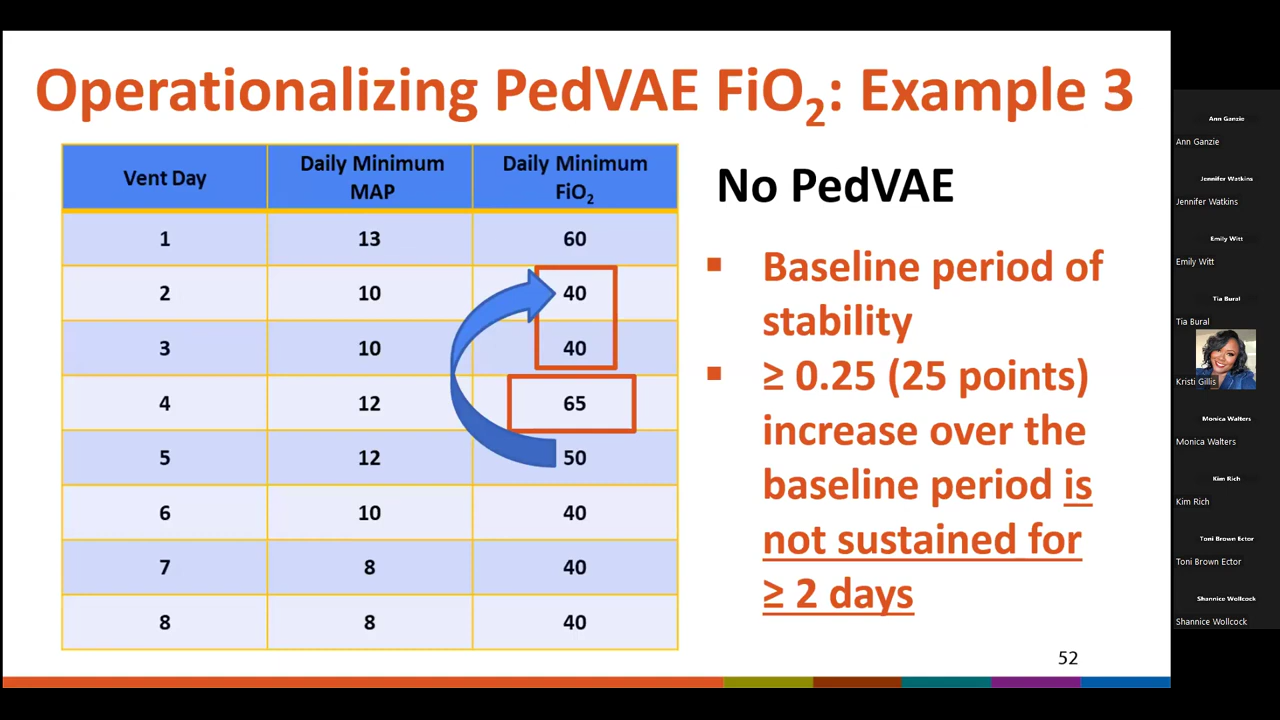 Operationalizing PedVAE FiO2: Example 3
Vent Day
Daily Minimum MAP
Daily Minimum FiO2
1 13 60
2 10 40
3 10 40
4 12 65
5 12 50
6 10 40
7 8 40
8 8 40
No PedVAE
▪ Baseline period of
stability
▪ ≥ 0.25 (25 points)
increase over the
baseline period is
not sustained for
≥ 2 days
52
Ann Ganzie
Ann Ganzie
Jennifer Watkins
Jennifer Watkins
Emily Witt
Emily Witt
Tia Bural
Tia Bural
Kristi Gillis
Monica Walters
Monica Walters
Kim Rich
Kim Rich
Toni Brown Ector
Toni Brown Ector
Shannice Wollcock
Shannice Wollcock